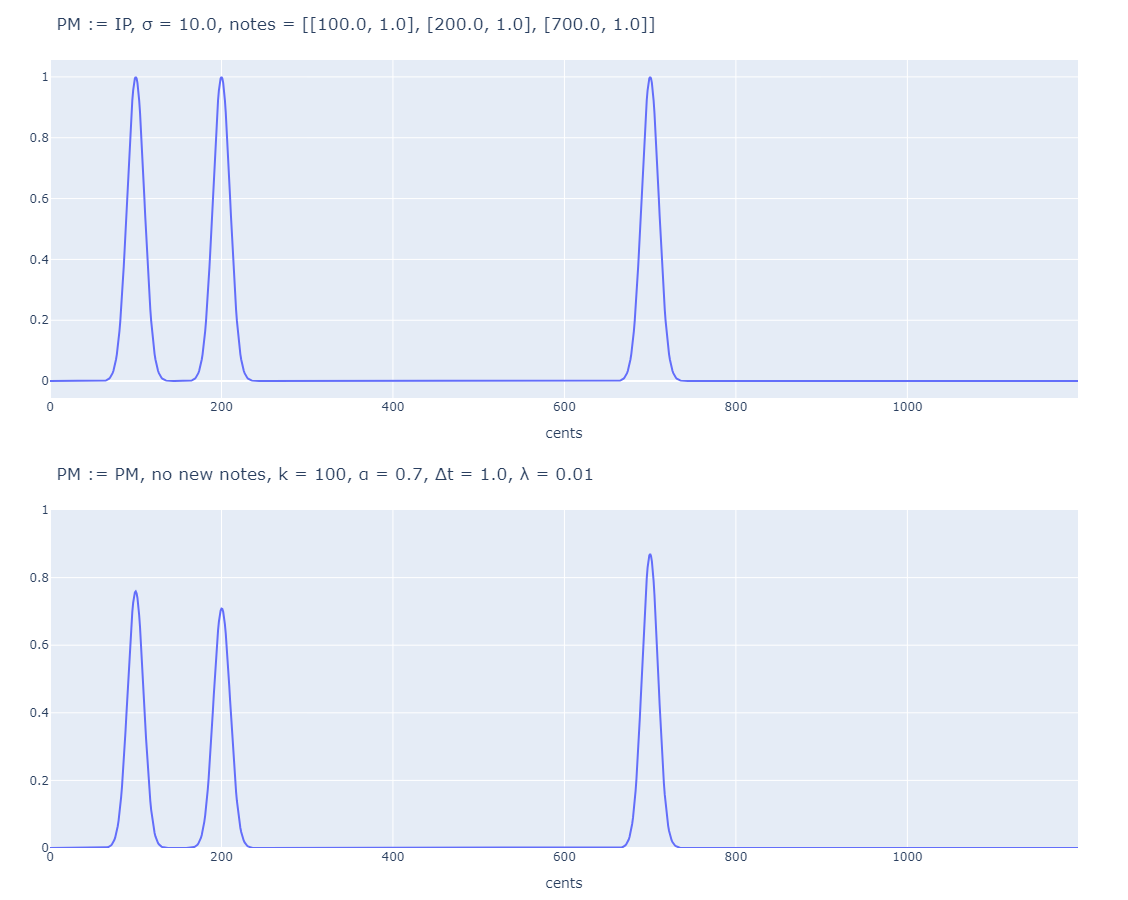 PM := IP, σ = 10.0, notes = [[100.0, 1.0], [200.0, 1.0], [700.0, 1.0]]
1
0.8
0.6
0.4
0.2
0
0 200 400 600 800 1000
cents
PM := PM, no new notes, k = 100, α = 0.7, Δt = 1.0, λ = 0.01
1
0.8
0.6
0.4
0.2
0
0 200 400 600 800 1000
cents